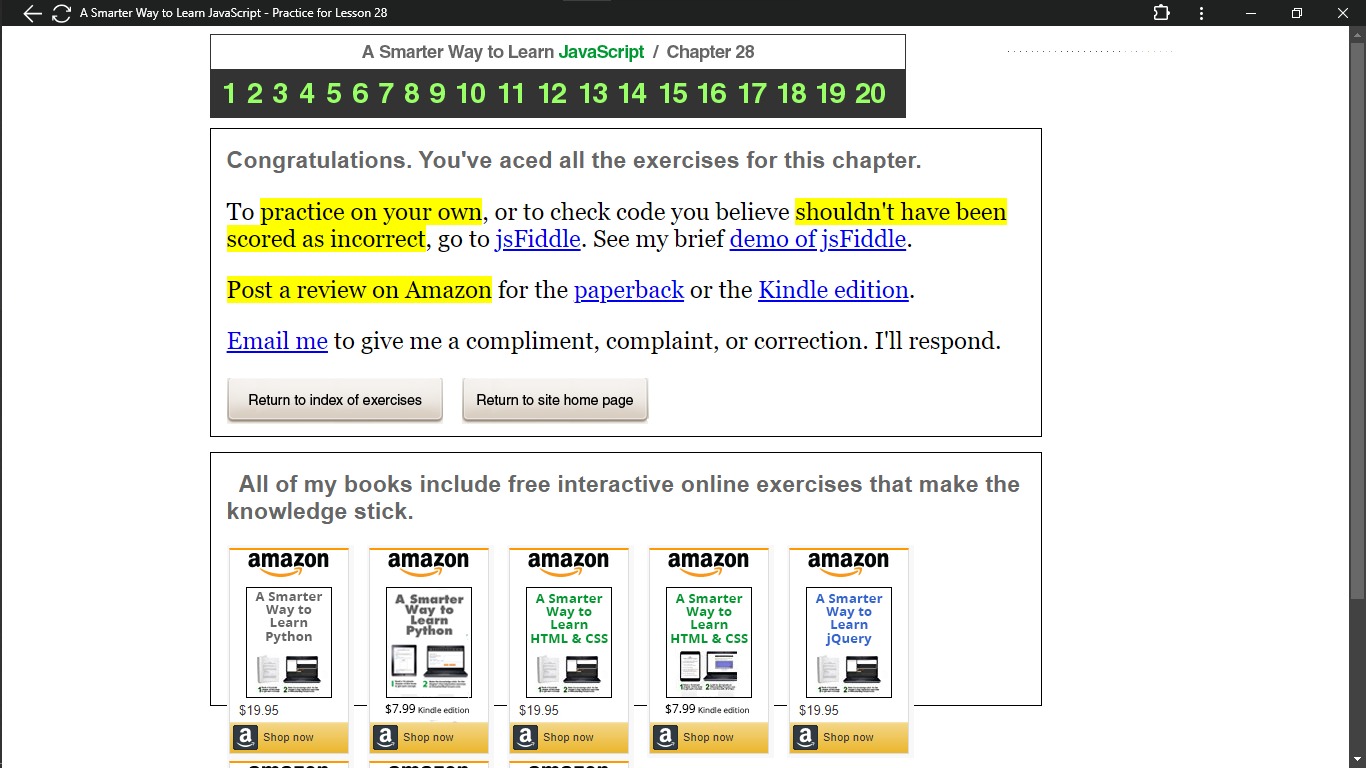 A Smarter Way to Learn JavaScript - Practice for Lesson 28
A Smarter Way to Learn JavaScript / Chapter 28
1 2 3 4 5 6 7 8 9 10 11 12 13 14 15 16 17 18 19 20
Congratulations. You've aced all the exercises for this chapter.
To practice on your own, or to check code you believe shouldn't have been
scored as incorrect, go to jsFiddle. See my brief demo of jsFiddle.
Post a review on Amazon for the paperback or the Kindle edition.
Email me to give me a compliment, complaint, or correction. I'll respond.
Return to index of exercises Return to site home page
All of my books include free interactive online exercises that make the
knowledge stick.
amazon amazon amazon amazon amazon
A Smarter
Way to
Learn
Python
A Smarter
Way to
Learn
Python
A Smarter
Way to
Learn
HTML & CSS
A Smarter
Way to
Learn
HTML & CSS
A Smarter
Way to
Learn
jQuery
$19.95 $7.99 Kindle edition $19.95 $7.99 Kindle edition $19.95
a Shop now a Shop now a Shop now a Shop now a Shop now